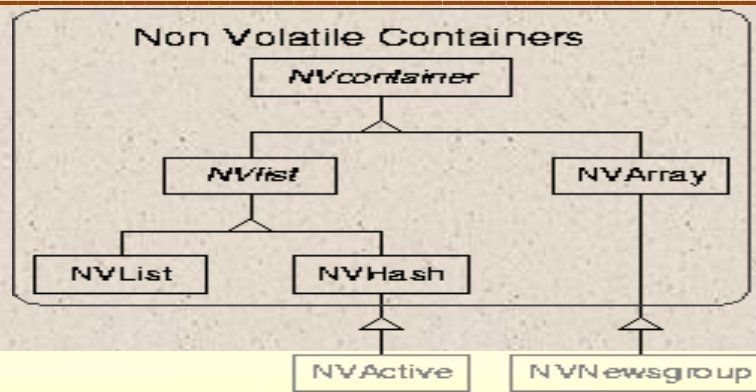 Non Volatile Containers
NVcontainer
NVlist NVArray
NVList NVHash
NVActive NVNewsgroup